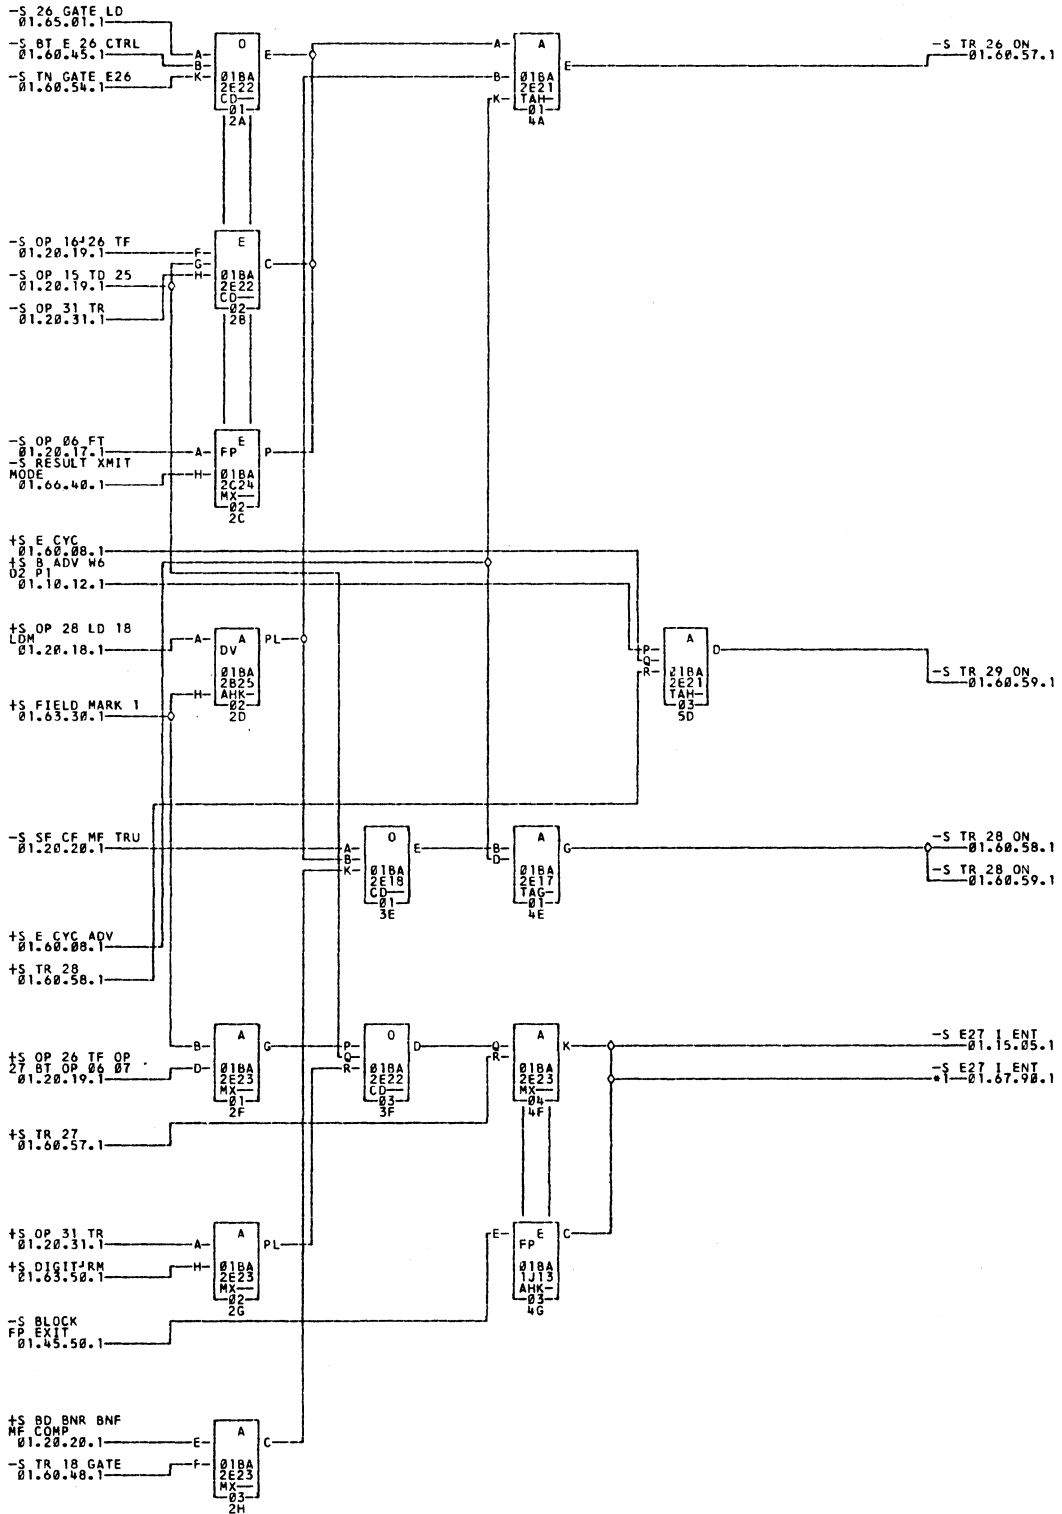 -S 26 GATE LD
01.65.01.1
-S BT E 26 CTRL
01.60.45.1
-S TN GATE E26
01.60.54.1
A
B
K
O
E
01BA
2E22
CD
01
2A
A
B
K
A
E
01BA
2E21
TAH
01
4A
-S TR 26 ON
01.60.57.1
-S OP 16J26 TF
01.20.19.1
-S OP 15 TD 25
01.20.19.1
-S OP 31 TR
01.20.31.1
F
G
H
E
C
01BA
2E22
CD
02
2B
-S OP 06 FT
01.20.17.1
-S RESULT XMIT
MODE
01.66.40.1
A
H
E
FP
P
01BA
2C24
MX
02
2C
+S E CYC
01.60.08.1
+S B ADV W6
O2 P1
01.10.12.1
+S OP 28 LD 18
LDM
01.20.18.1
+S FIELD MARK 1
01.63.30.1
A
H
A
DV
PL
01BA
2B25
AHK
02
2D
P
Q
R
A
D
01BA
2E21
TAH
03
5D
-S TR 29 ON
01.60.59.1
-S SF CF MF TRU
01.20.20.1
A
B
K
O
E
01BA
2E18
CD
01
3E
B
D
A
G
01BA
2E17
TAG
01
4E
-S TR 28 ON
01.60.58.1
-S TR 28 ON
01.60.59.1
+S E CYC ADV
01.60.08.1
+S TR 28
01.60.58.1
+S OP 26 TF OP
27 BT OP 06 07
01.20.19.1
B
D
A
G
01BA
2E23
MX
01
2F
P
Q
R
O
D
01BA
2E22
CD
03
3F
Q
R
A
K
01BA
2E23
MX
04
4F
-S E27 I ENT
01.15.05.1
-S E27 I ENT
*1 01.67.90.1
+S TR 27
01.60.57.1
+S OP 31 TR
01.20.31.1
+S DIGITJRM
01.63.50.1
A
H
A
PL
01BA
2E23
MX
02
2G
E
E
FP
C
01BA
1J13
AHK
03
4G
-S BLOCK
FP EXIT
01.45.50.1
+S BD BNR BNF
MF COMP
01.20.20.1
-S TR 18 GATE
01.60.48.1
E
F
A
C
01BA
2E23
MX
03
2H